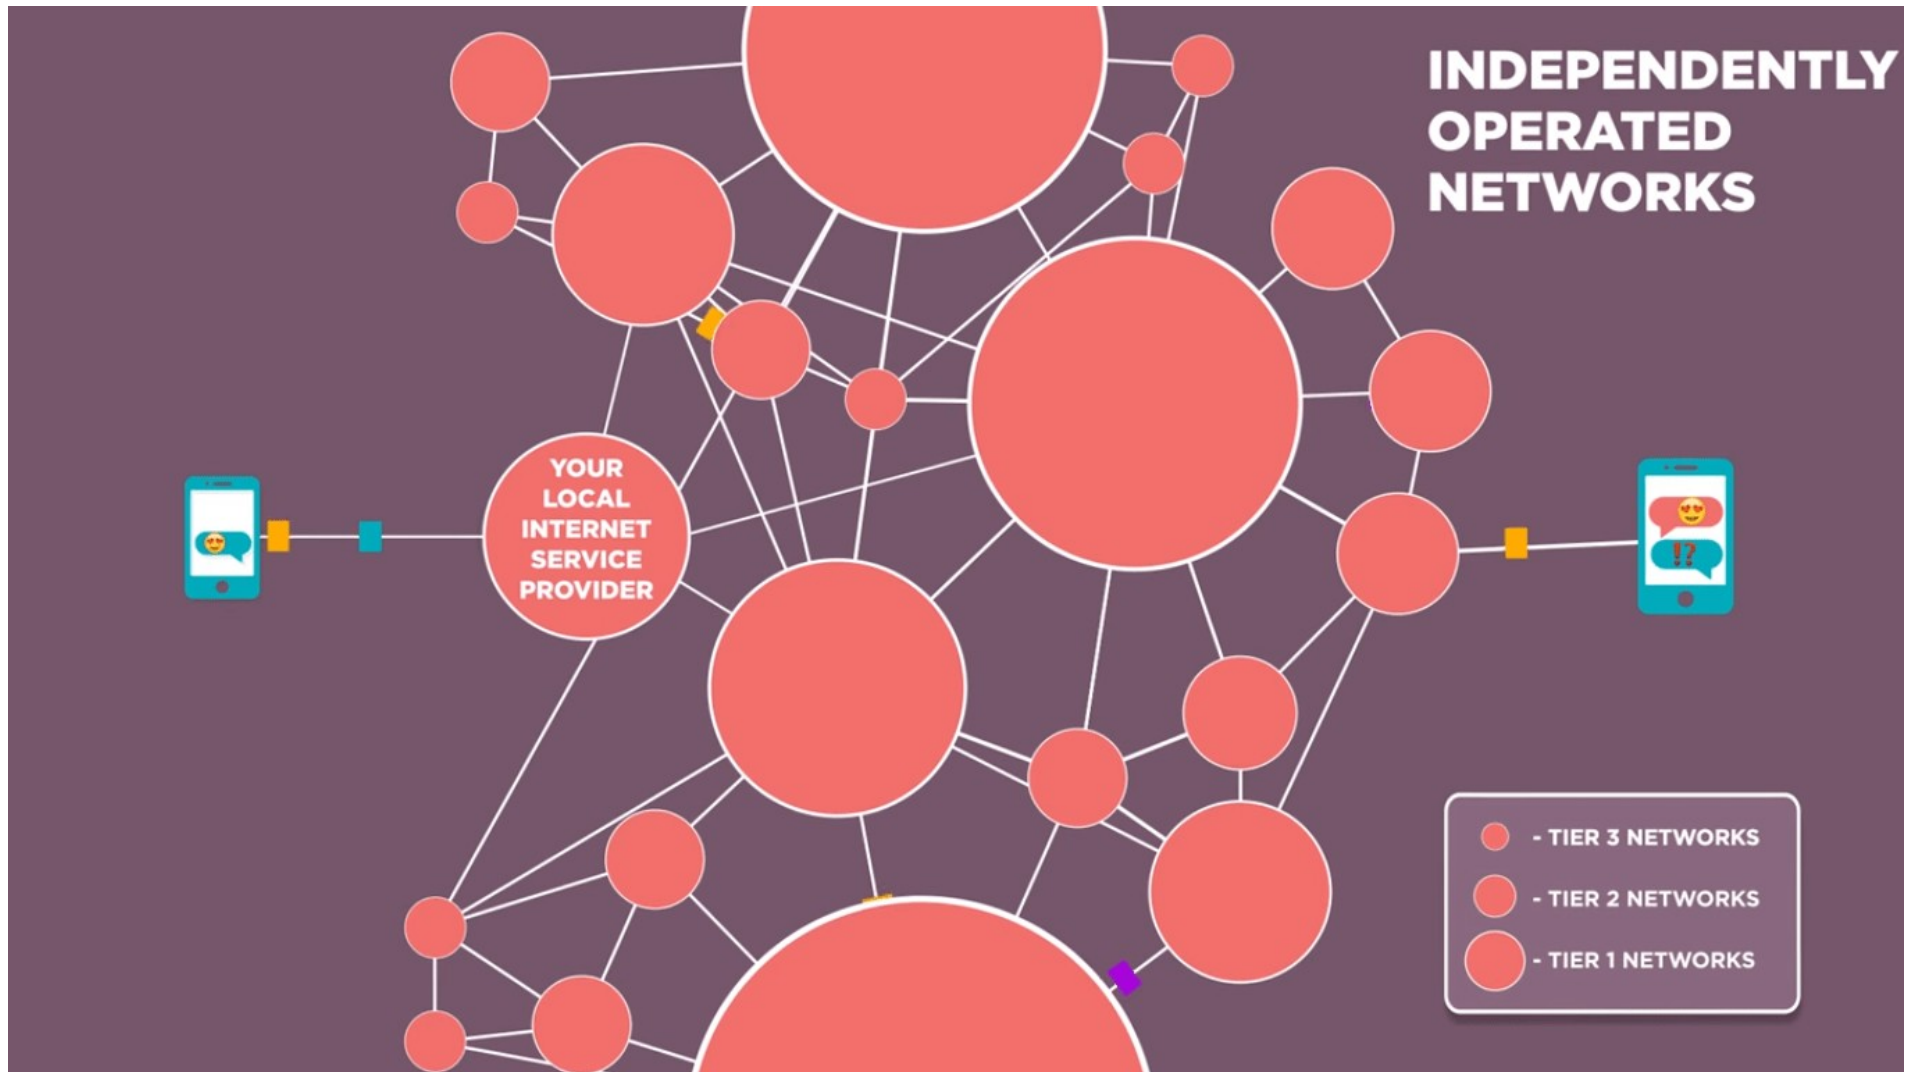 INDEPENDENTLY
OPERATED
NETWORKS
YOUR
LOCAL
INTERNET
SERVICE
PROVIDER
!?
- TIER 3 NETWORKS
- TIER 2 NETWORKS
- TIER 1 NETWORKS